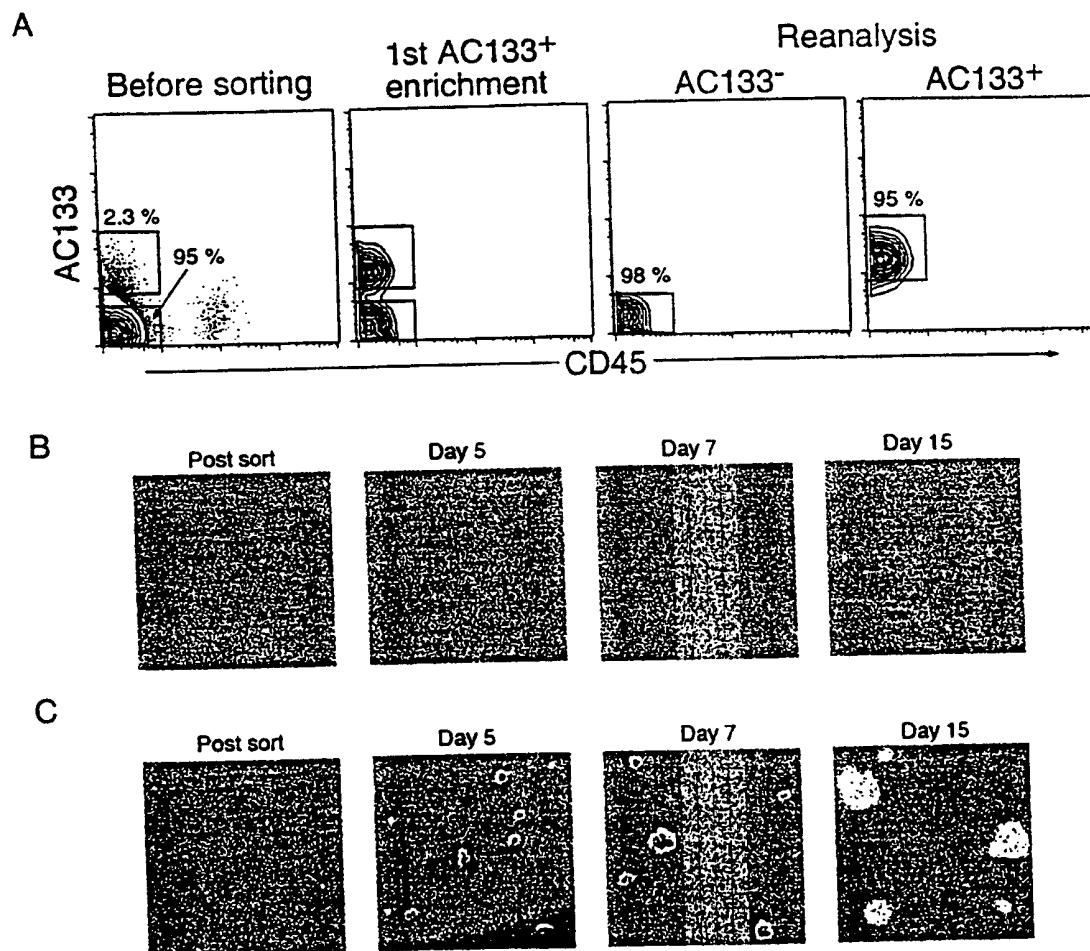 A
Before sorting
1st AC133+
enrichment
Reanalysis
AC133-
AC133+
AC133
2.3 %
95 %
98 %
95 %
CD45
B
Post sort
Day 5
Day 7
Day 15
C
Post sort
Day 5
Day 7
Day 15